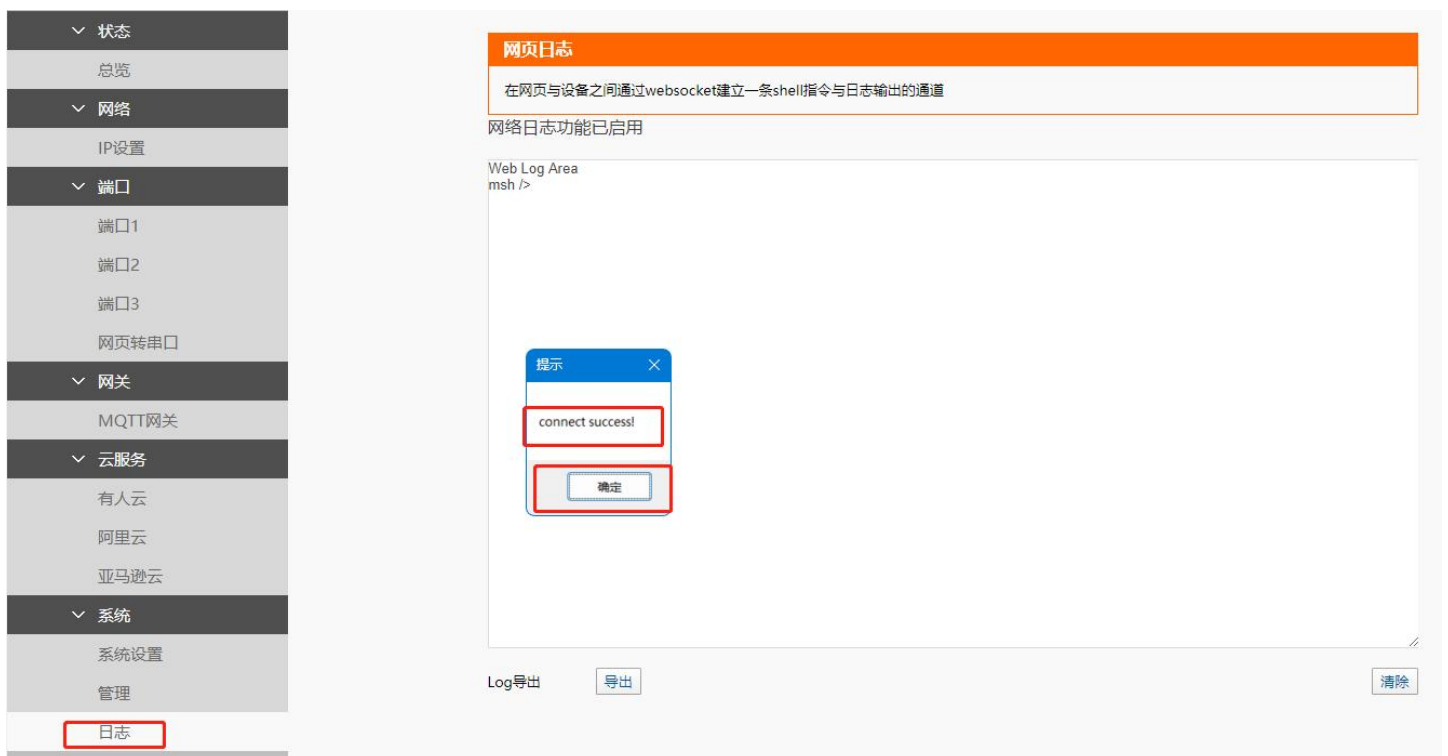 状态
总览
网络
IP设置
端口
端口1
端口2
端口3
网页转串口
网关
MQTT网关
云服务
有人云
阿里云
亚马逊云
系统
系统设置
管理
日志
网页日志
在网页与设备之间通过websocket建立一条shell指令与日志输出的通道
网络日志功能已启用
Web Log Area
msh />
提示
connect success!
确定
Log导出 导出 清除